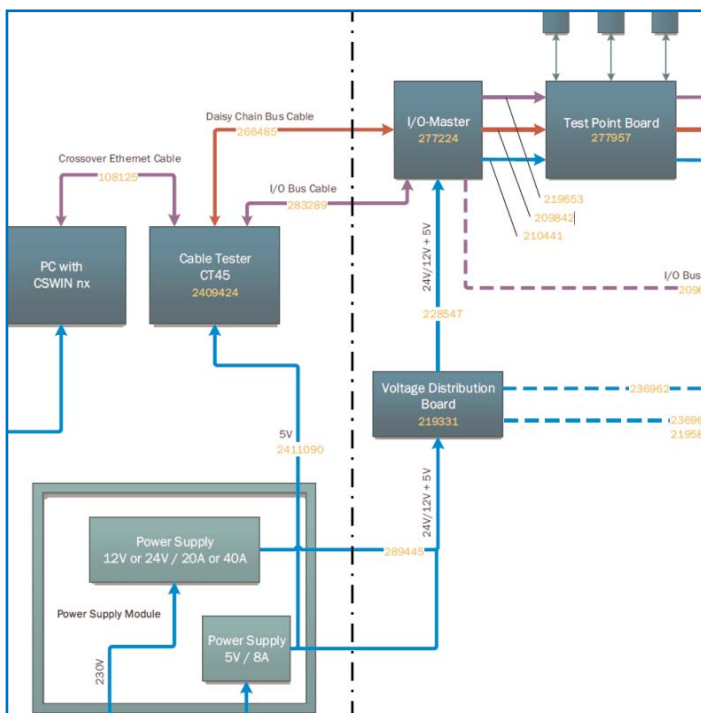 I/O-Master
277224
Test Point Board
277957
Daisy Chain Bus Cable
266485
Crossover Ethernet Cable
108125
I/O Bus Cable
283289
219653
209842
210441
PC with
CSWIN nx
Cable Tester
CT45
2409424
24V/12V + 5V
I/O Bus
228547
Voltage Distribution
Board
219331
236962
5V
2411090
24V/12V + 5V
Power Supply
12V or 24V / 20A or 40A
289445
Power Supply Module
230V
Power Supply
5V / 8A